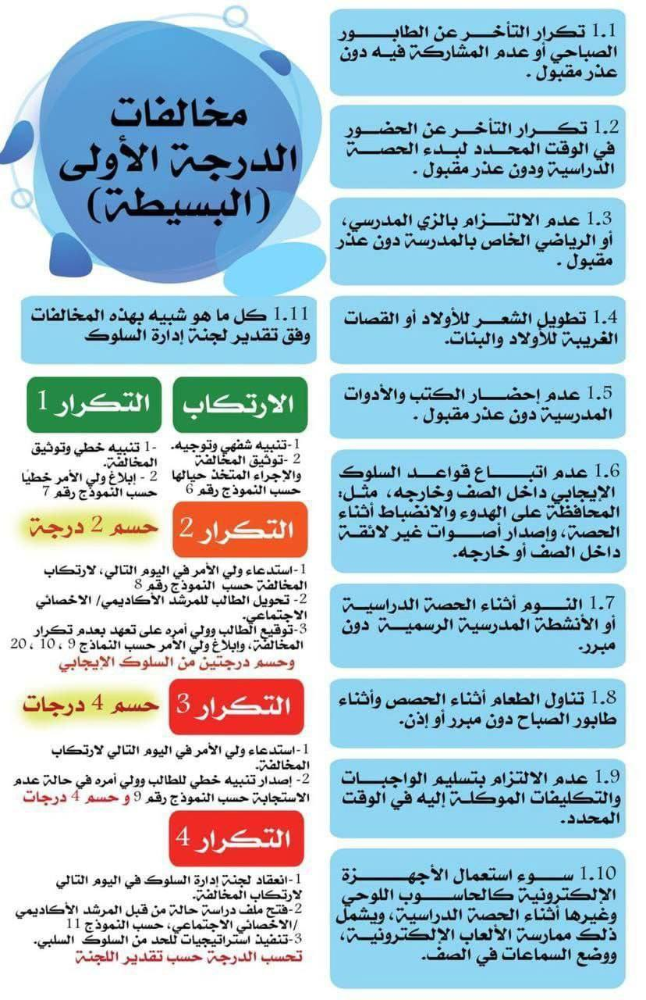 مخالفات
الدرجة الأولى
(البسيطة)
1.1 تكرار التأخر عن الطابور
الصباحي أو عدم المشاركة فيه دون
عذر مقبول .
1.2 تكرار التأخر عن الحضور
في الوقت المحدد لبدء الحصة
الدراسية ودون عذر مقبول .
1.3 عدم الالتزام بالزي المدرسي،
أو الرياضي الخاص بالمدرسة دون عذر
مقبول .
1.4 تطويل الشعر للأولاد أو القصات
الغريبة للأولاد والبنات.
1.5 عدم إحضار الكتب والأدوات
المدرسية دون عذر مقبول .
1.6 عدم اتباع قواعد السلوك
الإيجابي داخل الصف وخارجه، مثل:
المحافظة على الهدوء والانضباط أثناء
الحصة، وإصدار أصوات غير لائقة
داخل الصف أو خارجه.
1.7 النوم أثناء الحصة الدراسية
أو الأنشطة المدرسية الرسمية دون
مبرر.
1.8 تناول الطعام أثناء الحصص وأثناء
طابور الصباح دون مبرر أو إذن.
1.9 عدم الالتزام بتسليم الواجبات
والتكليفات الموكلة إليه في الوقت
المحدد.
1.10 سوء استعمال الأجهزة
الإلكترونية كالحاسوب اللوحي
وغيرها أثناء الحصة الدراسية، ويشمل
ذلك ممارسة الألعاب الإلكترونية،
ووضع السماعات في الصف.
1.11 كل ما هو شبيه بهذه المخالفات
وفق تقدير لجنة إدارة السلوك
الارتكاب
1-تنبيه شفهي وتوجيه.
2 -توثيق المخالفة
والإجراء المتخذ حيالها
حسب النموذج رقم 6
التكرار 1
1- تنبيه خطي وتوثيق
المخالفة.
2 - إبلاغ ولي الأمر خطيًا
حسب النموذج رقم 7
التكرار 2
حسم 2 درجة
1-استدعاء ولي الأمر في اليوم التالي، لارتكاب
المخالفة حسب النموذج رقم 8
2- تحويل الطالب للمرشد الأكاديمي/ الاخصائي
الاجتماعي.
3-توقيع الطالب وولي أمره على تعهد بعدم تكرار
المخالفة، وإبلاغ ولي الأمر حسب النماذج 9 ، 10 ، 20
وحسم درجتين من السلوك الإيجابي
التكرار 3
حسم 4 درجات
1-استدعاء ولي الأمر في اليوم التالي لارتكاب
المخالفة.
2- إصدار تنبيه خطي للطالب وولي أمره في حالة عدم
الاستجابة حسب النموذج رقم 9 و حسم 4 درجات
التكرار 4
1-انعقاد لجنة إدارة السلوك في اليوم التالي
لارتكاب المخالفة.
2-فتح ملف دراسة حالة من قبل المرشد الأكاديمي
/الاخصائي الاجتماعي، حسب النموذج 11
3-تنفيذ استراتيجيات للحد من السلوك السلبي.
تحسب الدرجة حسب تقدير اللجنة